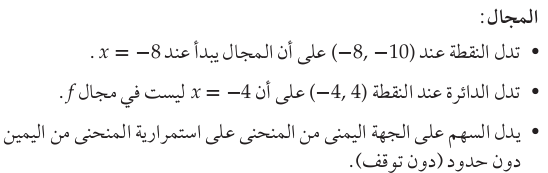 المجال:
• تدل النقطة عند (−8, −10) على أن المجال يبدأ عند x = −8 .
• تدل الدائرة عند النقطة (−4, 4) على أن x = −4 ليست في مجال f.
• يدل السهم على الجهة اليمنى من المنحنى على استمرارية المنحنى من اليمين
دون حدود (دون توقف).